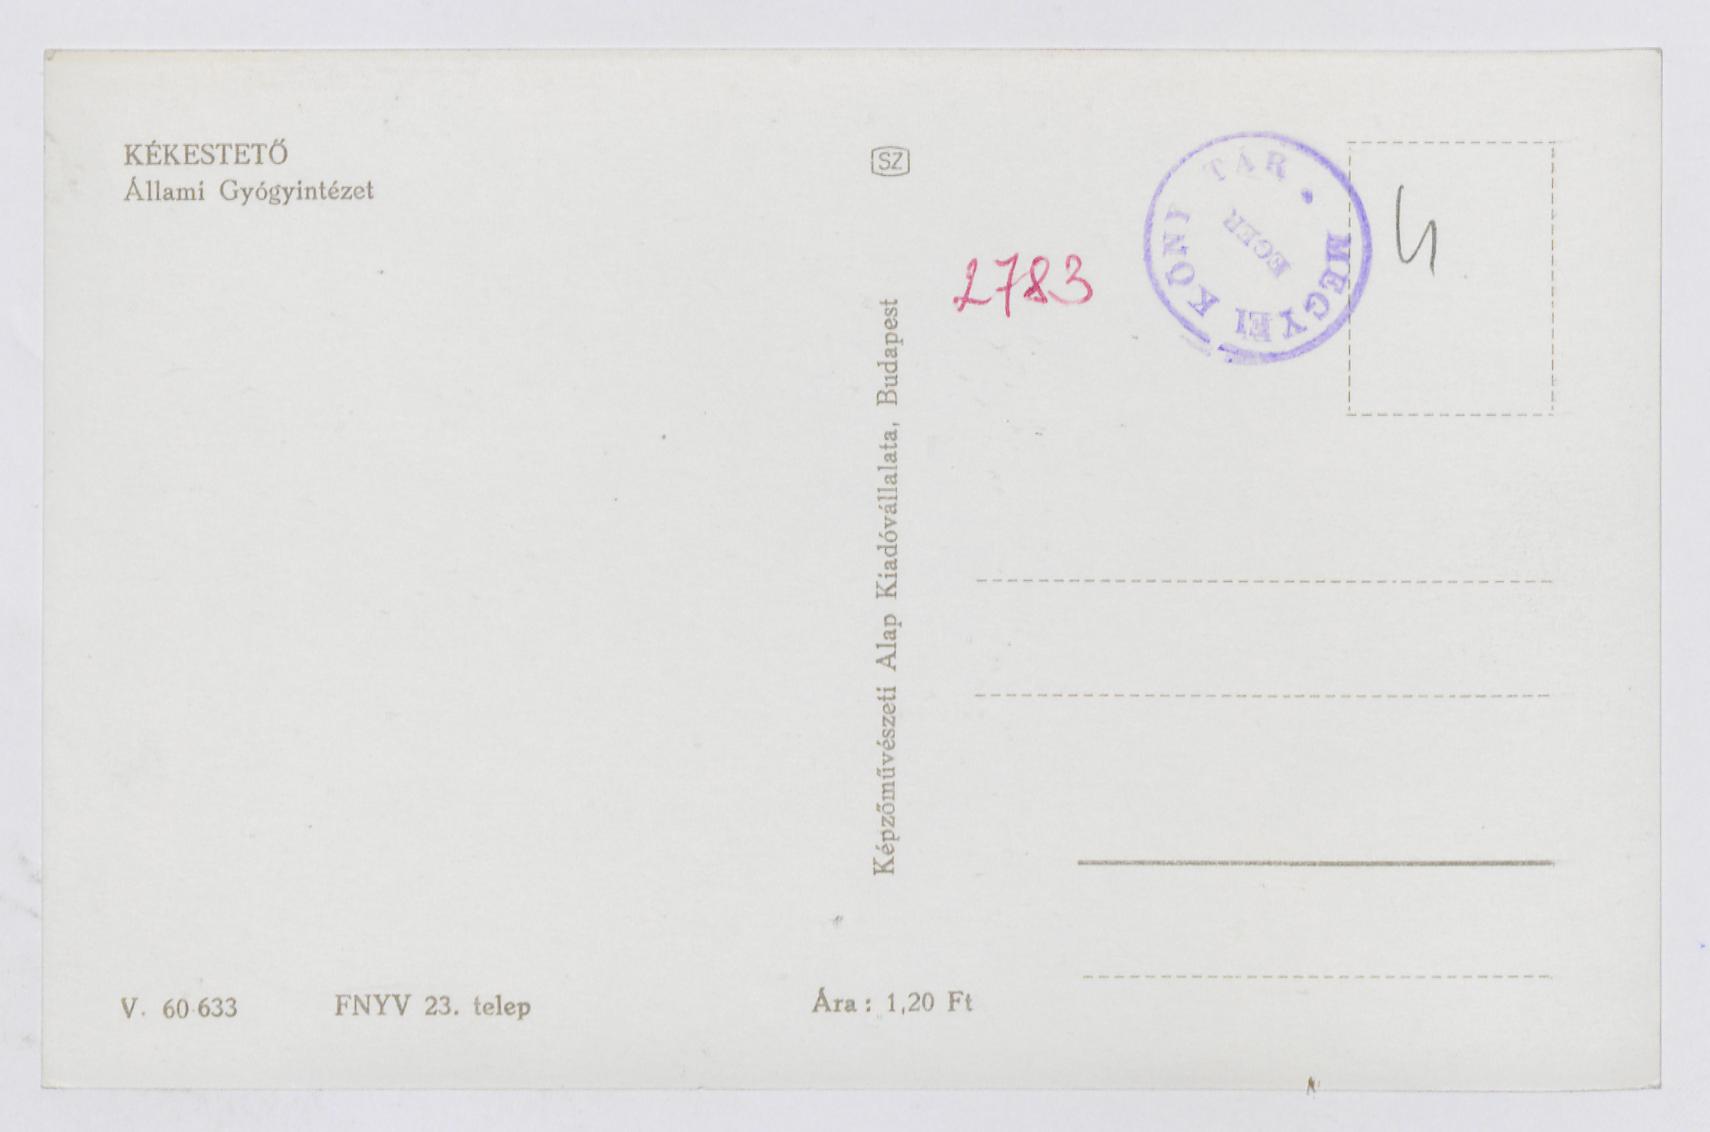 KÉKESTETŐ
Állami Gyógyintézet
SZ
MEGYEI KÖNYVTÁR •
EGER
2783
Képzőművészeti Alap Kiadóvállalata, Budapest
V. 60 633 FNYV 23. telep Ára : 1,20 Ft